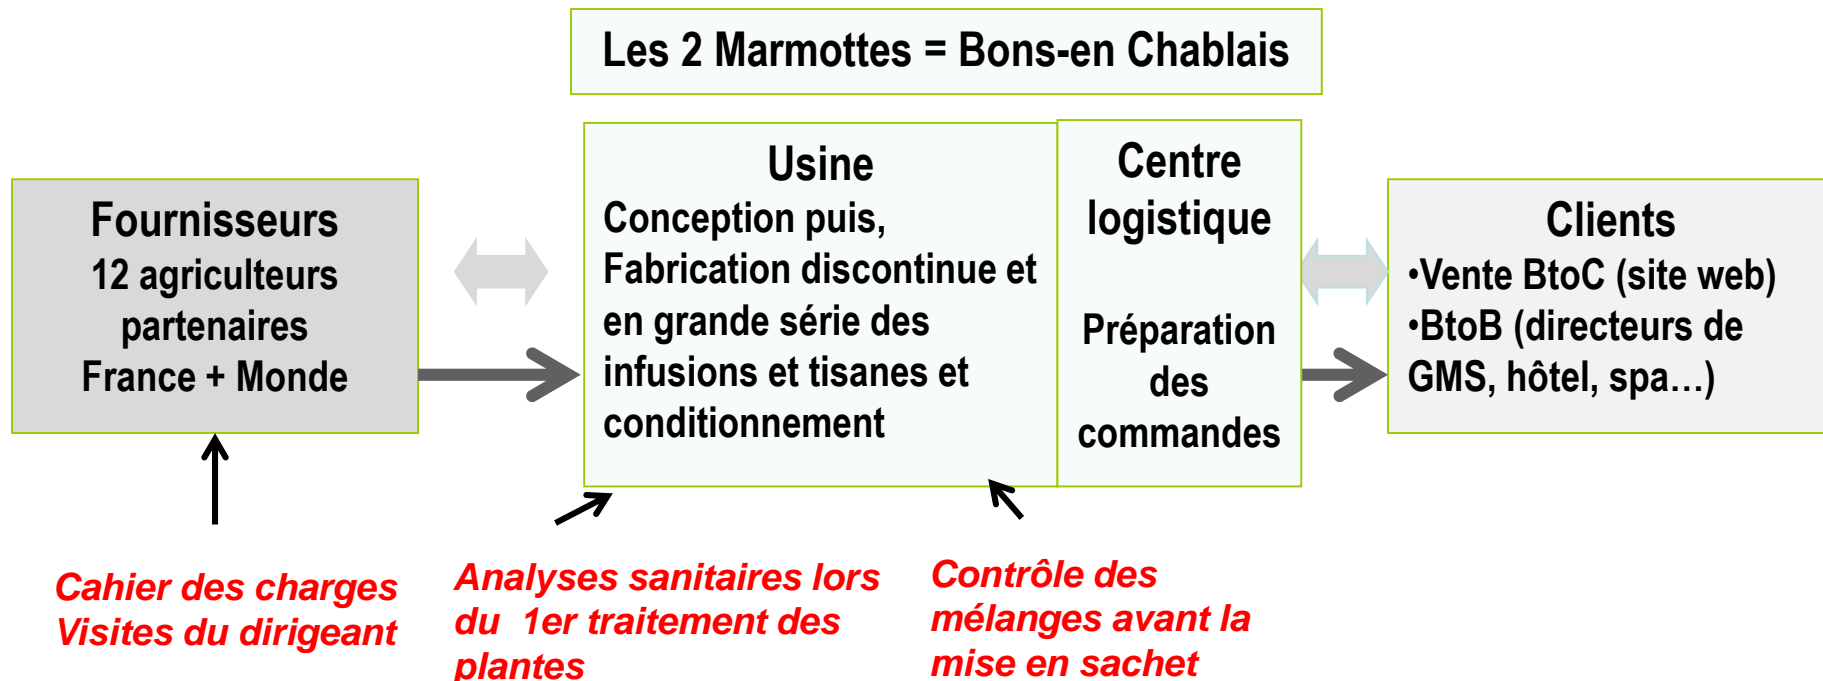 Les 2 Marmottes = Bons-en Chablais
Fournisseurs
12 agriculteurs
partenaires
France + Monde
Usine
Conception puis,
Fabrication discontinue et
en grande série des
infusions et tisanes et
conditionnement
Centre
logistique
Préparation
des
commandes
Clients
•Vente BtoC (site web)
•BtoB (directeurs de
GMS, hôtel, spa…)
Cahier des charges
Visites du dirigeant
Analyses sanitaires lors
du 1er traitement des
plantes
Contrôle des
mélanges avant la
mise en sachet